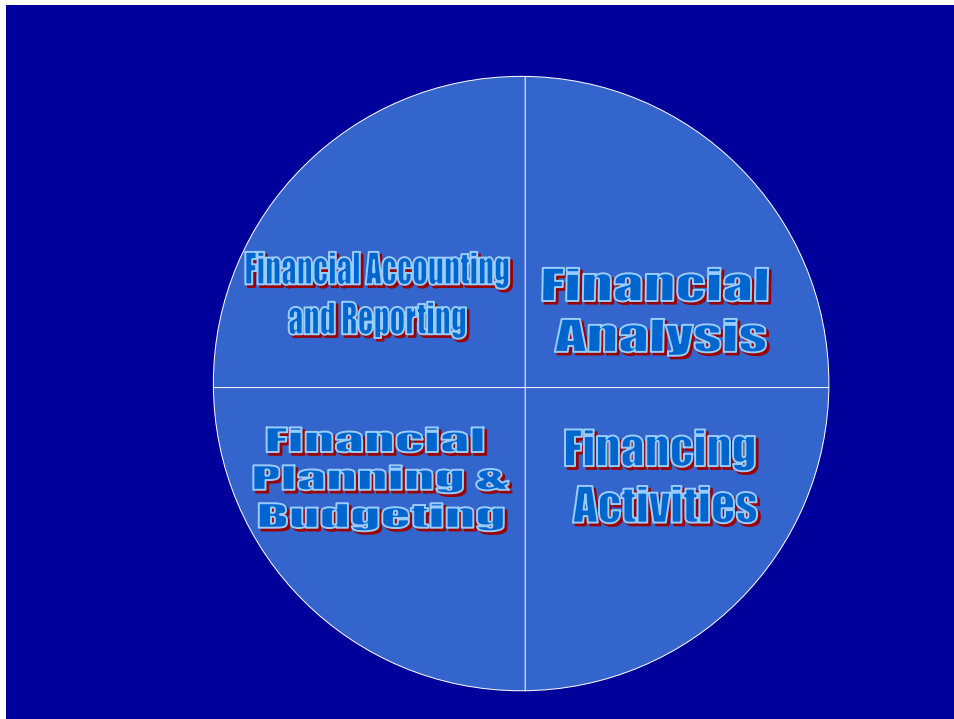 Financial Accounting
and Reporting
Financial
Analysis
Financial
Planning &
Budgeting
Financing
Activities